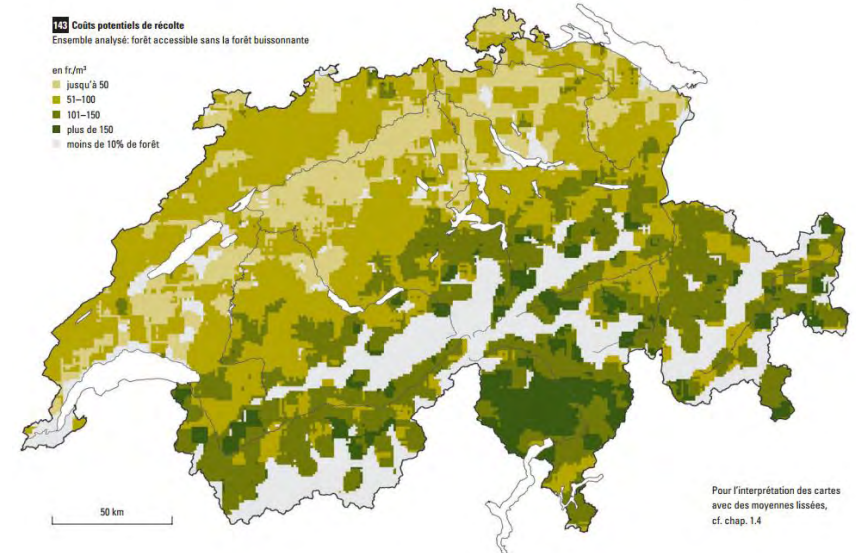 143 Coûts potentiels de récolte
Ensemble analysé: forêt accessible sans la forêt buissonnante
en fr./m³
jusqu'à 50
51–100
101–150
plus de 150
moins de 10% de forêt
50 km
Pour l'interprétation des cartes
avec des moyennes lissées,
cf. chap. 1.4